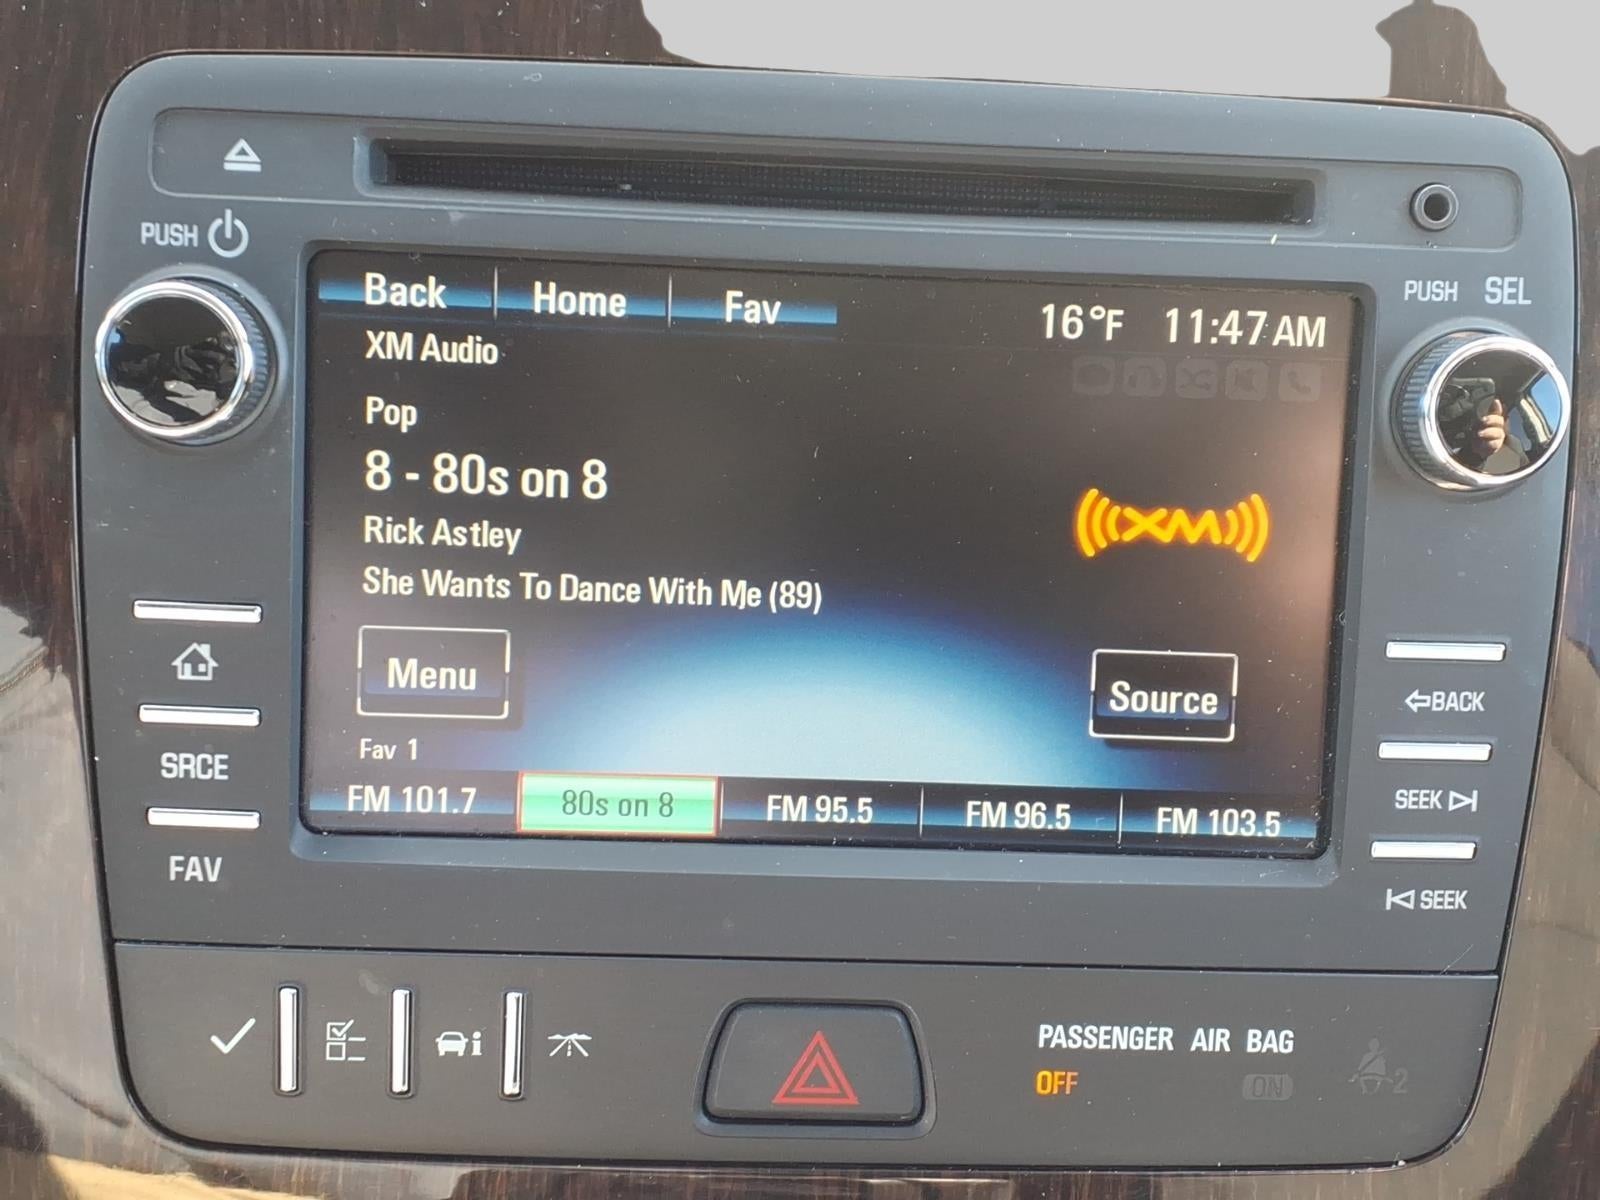 PUSH
PUSH SEL
Back Home Fav
16°F 11:47 AM
XM Audio
Pop
8 - 80s on 8
XM
Rick Astley
She Wants To Dance With Me (89)
Menu
Source
Fav 1
FM 101.7 80s on 8 FM 95.5 FM 96.5 FM 103.5
SRCE
FAV
BACK
SEEK
SEEK
PASSENGER AIR BAG
OFF ON
2